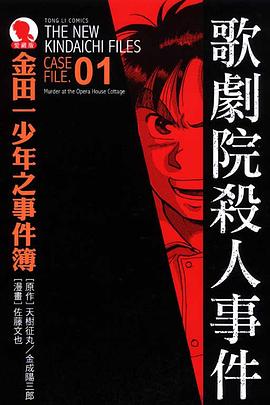 愛藏版
TONG LI COMICS
THE NEW
KINDAICHI FILES
CASE
FILE. 01
Murder at the Opera House Cottage
金田一少年之事件簿
[原作]天樹征丸／金成陽三郎
[漫畫]佐藤文也
歌劇院殺人事件